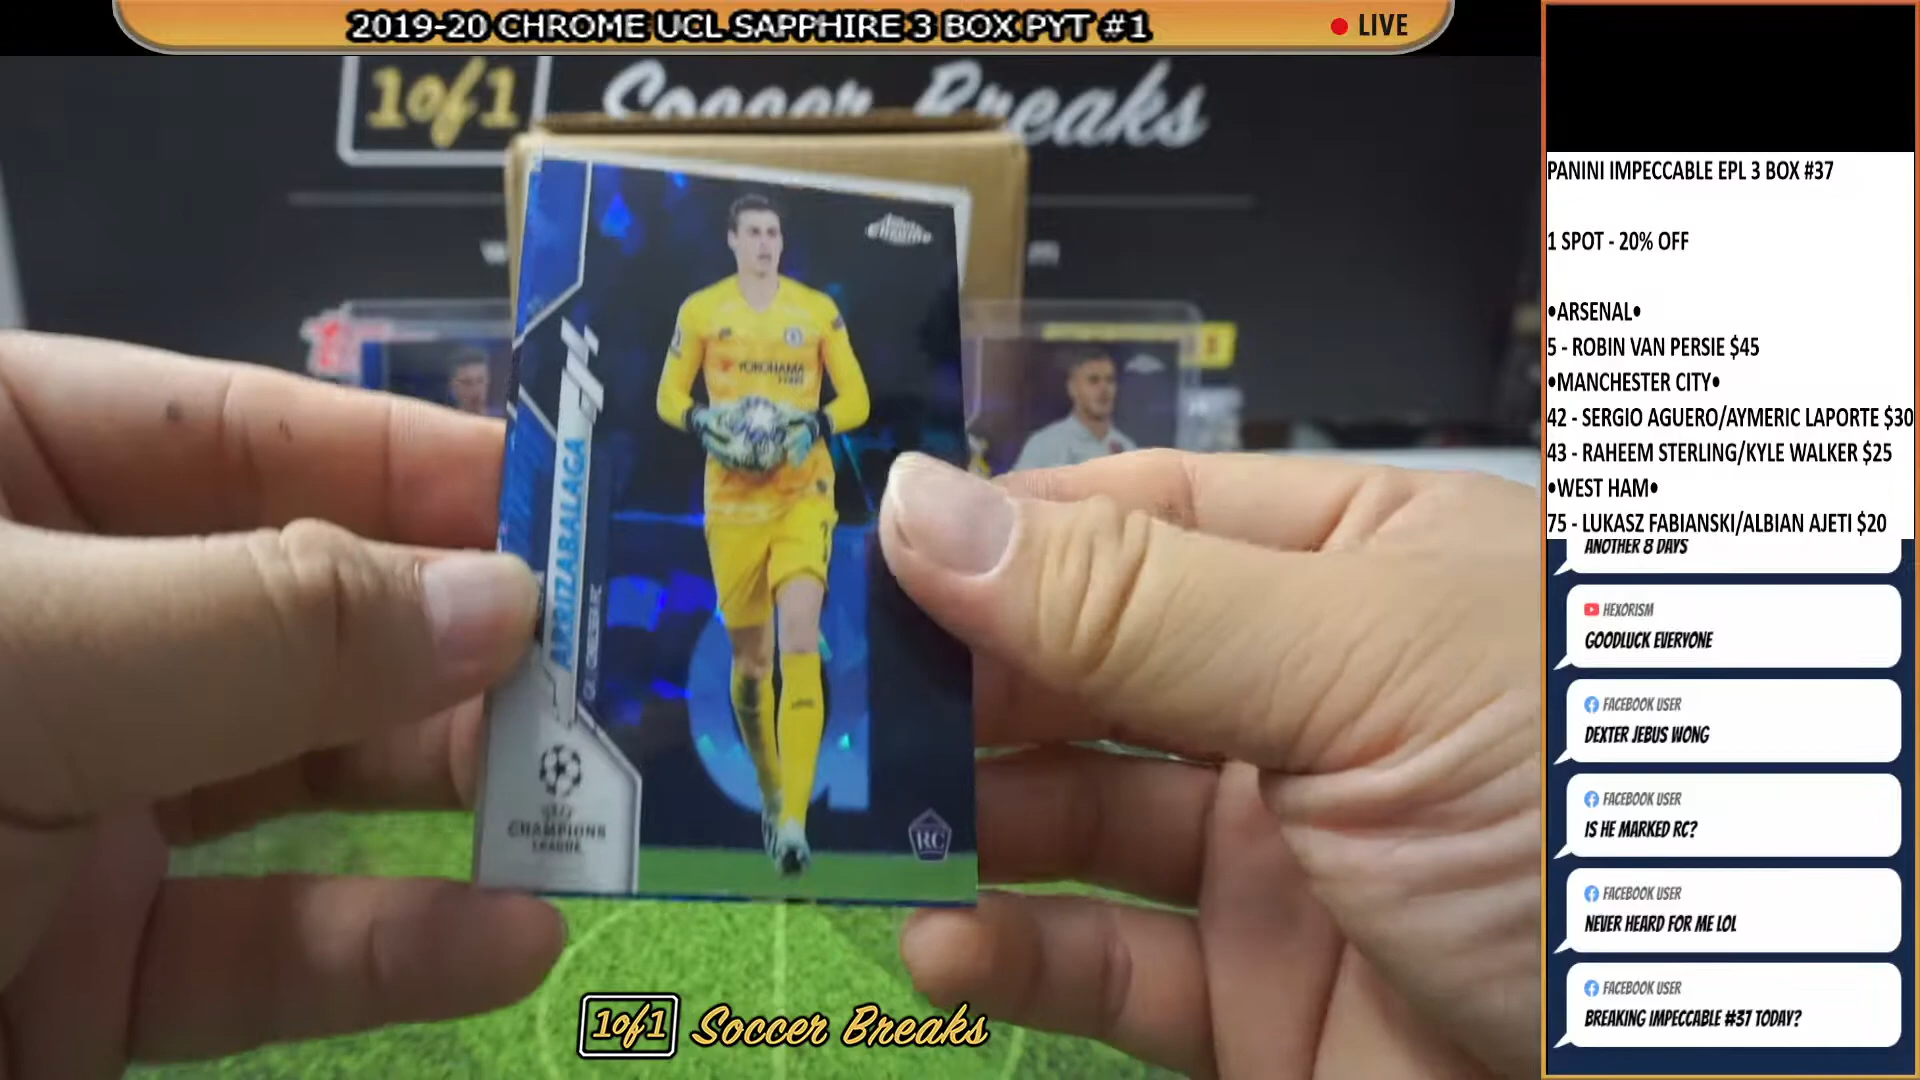 2019-20 CHROME UCL SAPPHIRE 3 BOX PYT #1
LIVE
1of1 Soccer Breaks
Topps Chrome
YOKOHAMA
ARRIZABALAGA
CHAMPIONS
LEAGUE
RC
1of1 Soccer Breaks
PANINI IMPECCABLE EPL 3 BOX #37
1 SPOT - 20% OFF
•ARSENAL•
5 - ROBIN VAN PERSIE $45
•MANCHESTER CITY•
42 - SERGIO AGUERO/AYMERIC LAPORTE $30
43 - RAHEEM STERLING/KYLE WALKER $25
•WEST HAM•
75 - LUKASZ FABIANSKI/ALBIAN AJETI $20
ANOTHER 8 DAYS
HEXORISM
GOODLUCK EVERYONE
FACEBOOK USER
DEXTER JEBUS WONG
FACEBOOK USER
IS HE MARKED RC?
FACEBOOK USER
NEVER HEARD FOR ME LOL
FACEBOOK USER
BREAKING IMPECCABLE #37 TODAY?